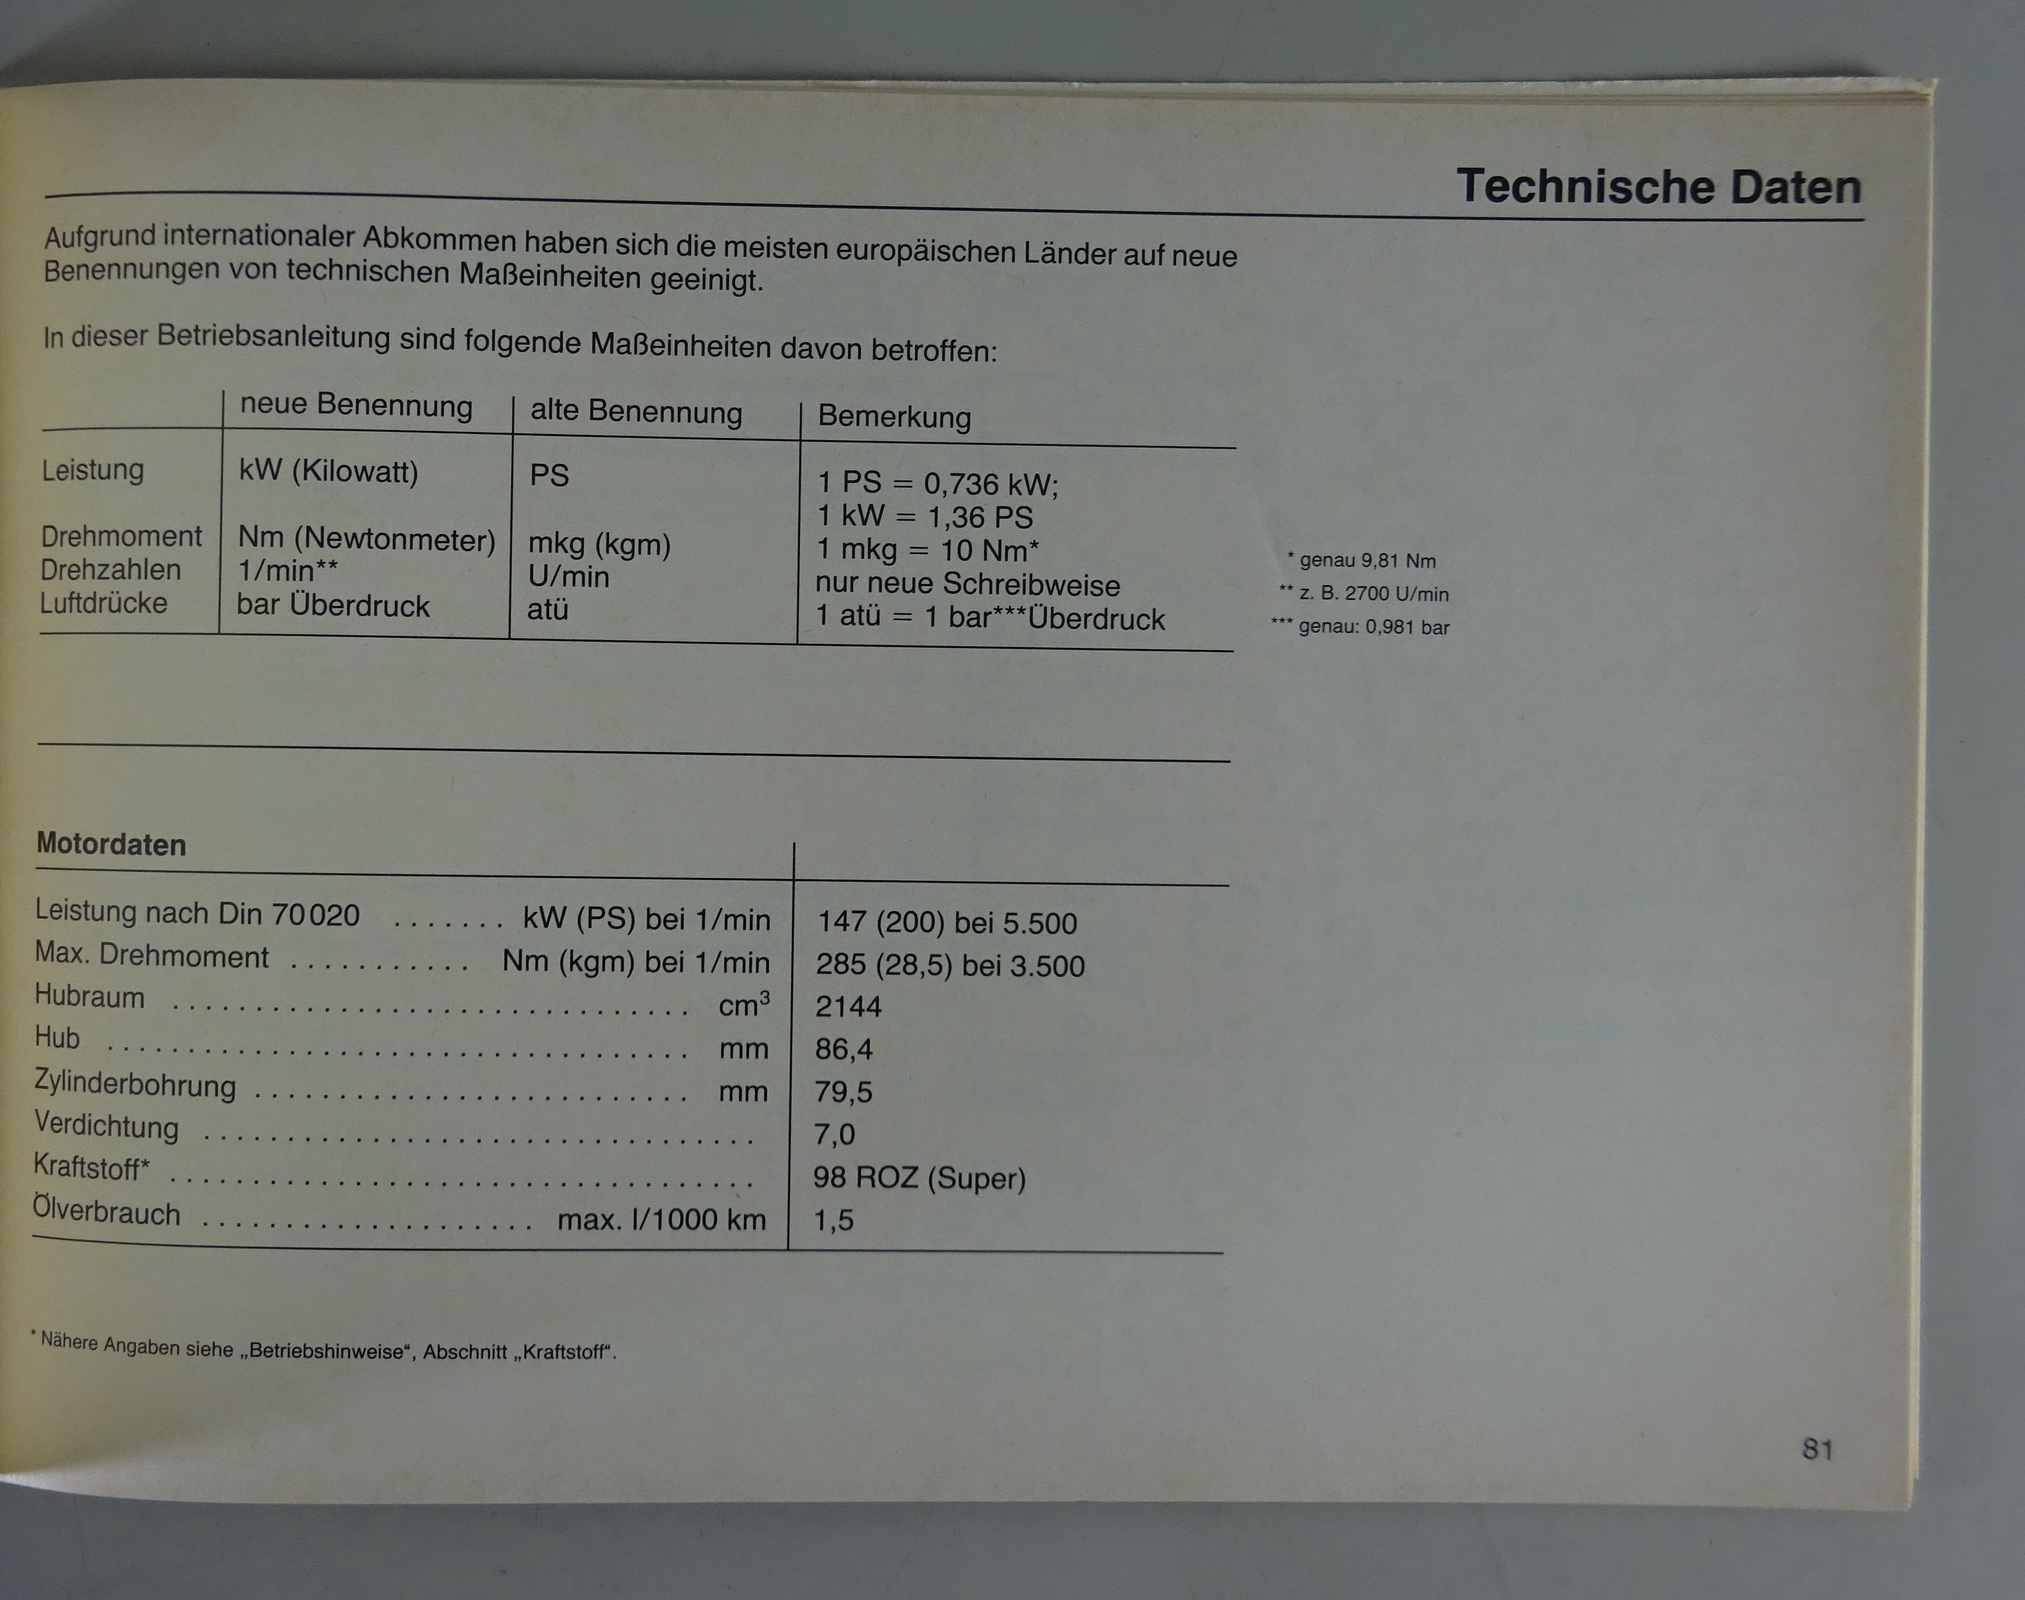 Technische Daten
Aufgrund internationaler Abkommen haben sich die meisten europäischen Länder auf neue
Benennungen von technischen Maßeinheiten geeinigt.
In dieser Betriebsanleitung sind folgende Maßeinheiten davon betroffen:
neue Benennung alte Benennung Bemerkung
Leistung kW (Kilowatt) PS 1 PS = 0,736 kW;
1 kW = 1,36 PS
Drehmoment Nm (Newtonmeter) mkg (kgm) 1 mkg = 10 Nm* * genau 9,81 Nm
Drehzahlen 1/min** U/min nur neue Schreibweise ** z. B. 2700 U/min
Luftdrücke bar Überdruck atü 1 atü = 1 bar***Überdruck *** genau: 0,981 bar
Motordaten
Leistung nach Din 70020 ....... kW (PS) bei 1/min 147 (200) bei 5.500
Max. Drehmoment ........... Nm (kgm) bei 1/min 285 (28,5) bei 3.500
Hubraum ................................ cm³ 2144
Hub .................................... mm 86,4
Zylinderbohrung ........................... mm 79,5
Verdichtung .................................. 7,0
Kraftstoff* .................................... 98 ROZ (Super)
Ölverbrauch ..................... max. l/1000 km 1,5
* Nähere Angaben siehe „Betriebshinweise“, Abschnitt „Kraftstoff“.
81